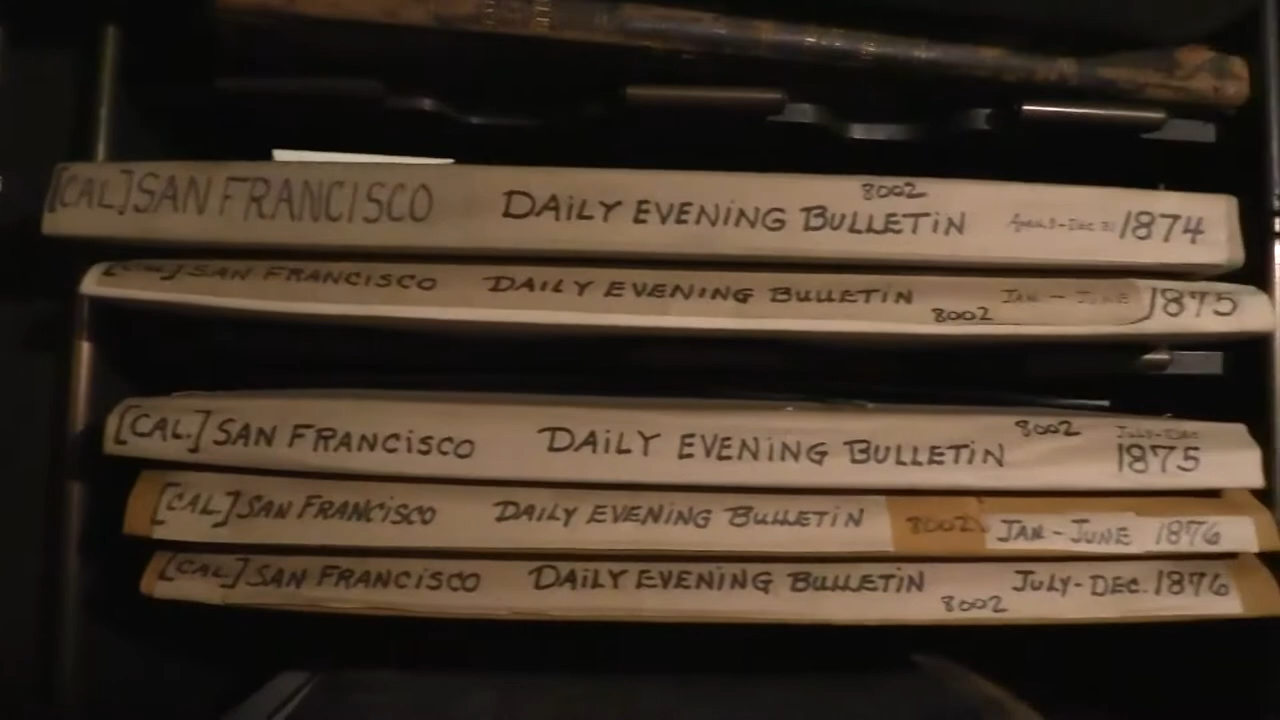 [CAL] SAN FRANCISCO DAILY EVENING BULLETIN 8002 1874
[CAL] SAN FRANCISCO DAILY EVENING BULLETIN 8002 JAN - JUNE 1875
[CAL.] SAN FRANCISCO DAILY EVENING BULLETIN 8002 JULY-DEC 1875
[CAL.] SAN FRANCISCO DAILY EVENING BULLETIN 8002 JAN-JUNE 1876
[CAL.] SAN FRANCISCO DAILY EVENING BULLETIN 8002 JULY-DEC. 1876